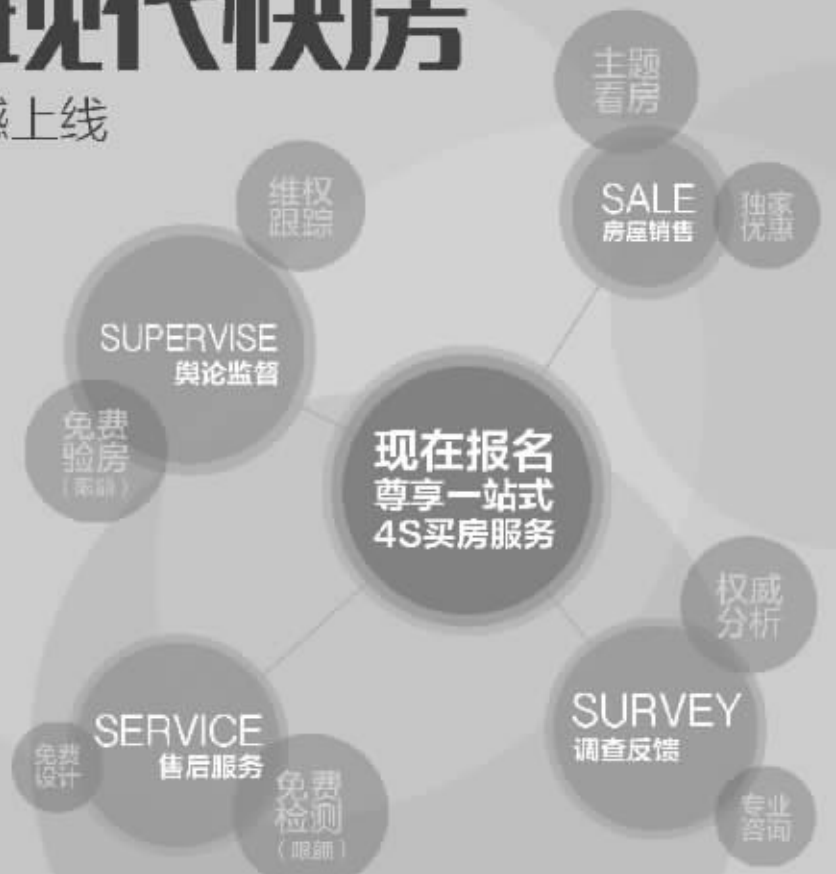 现代快房
上线
主题
看房
SALE
房屋销售
独家
优惠
维权
跟踪
SUPERVISE
舆论监督
免费
验房
现在报名
尊享一站式
4S买房服务
权威
分析
SURVEY
调查反馈
专业
咨询
SERVICE
售后服务
免费
设计
免费
检测
(限额)